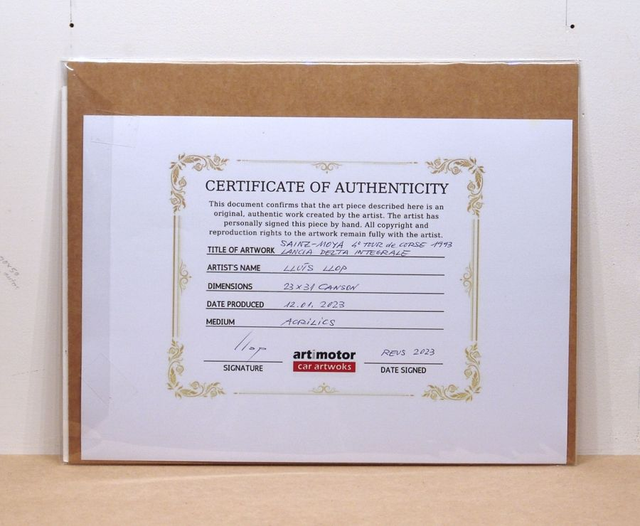 CERTIFICATE OF AUTHENTICITY
This document confirms that the art piece described here is an
original, authentic work created by the artist. The artist has
personally signed this piece by hand. All copyright and
reproduction rights to the artwork remain fully with the artist.
SAINZ-MOYA 4º TOUR de CORSE 1993
TITLE OF ARTWORK LANCIA DELTA INTEGRALE
ARTIST'S NAME LLUÍS LLOP
DIMENSIONS 23 x 31 CANSON
DATE PRODUCED 12.01.2023
MEDIUM ACRILICS
Llop
REUS 2023
art motor
car artwoks
SIGNATURE
DATE SIGNED